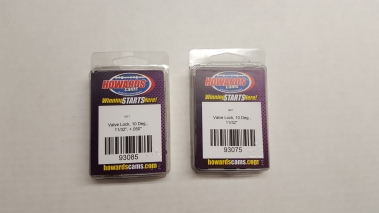 HOWARDS
CAMS
Winning STARTS Here!
Valve Lock, 10 Deg.,
11/32", +.050"
93085
howardscams.com
HOWARDS
CAMS
Winning STARTS Here!
Valve Lock, 10 Deg.,
11/32"
93075
howardscams.com